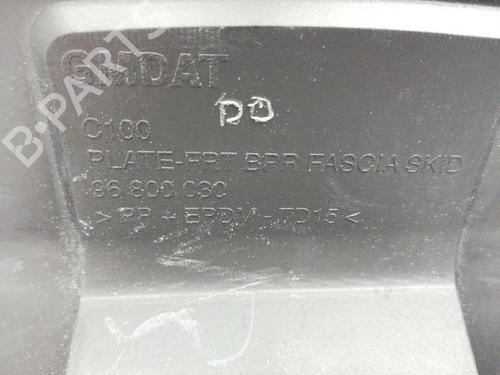 GMDAT
DD
C100
PLATE-FRT BPR FASCIA SKID
96 800 030
>PP + EPDM - TD15<
B-PARTS